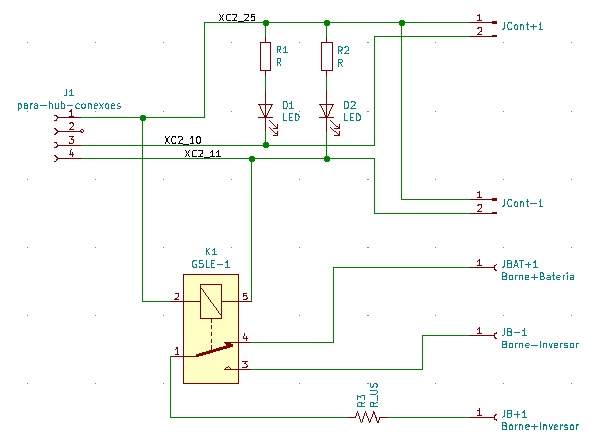 XC2_25
1 JCont+1
2
R1
R
R2
R
J1
para-hub-conexoes
D1
LED
D2
LED
1
2
3
4
XC2_10
XC2_11
1 JCont-1
2
K1
G5LE-1
1 JBAT+1
Borne+Bateria
2
5
4
1 JB-1
Borne-Inversor
1
3
R3
R_US
1 JB+1
Borne+Inversor